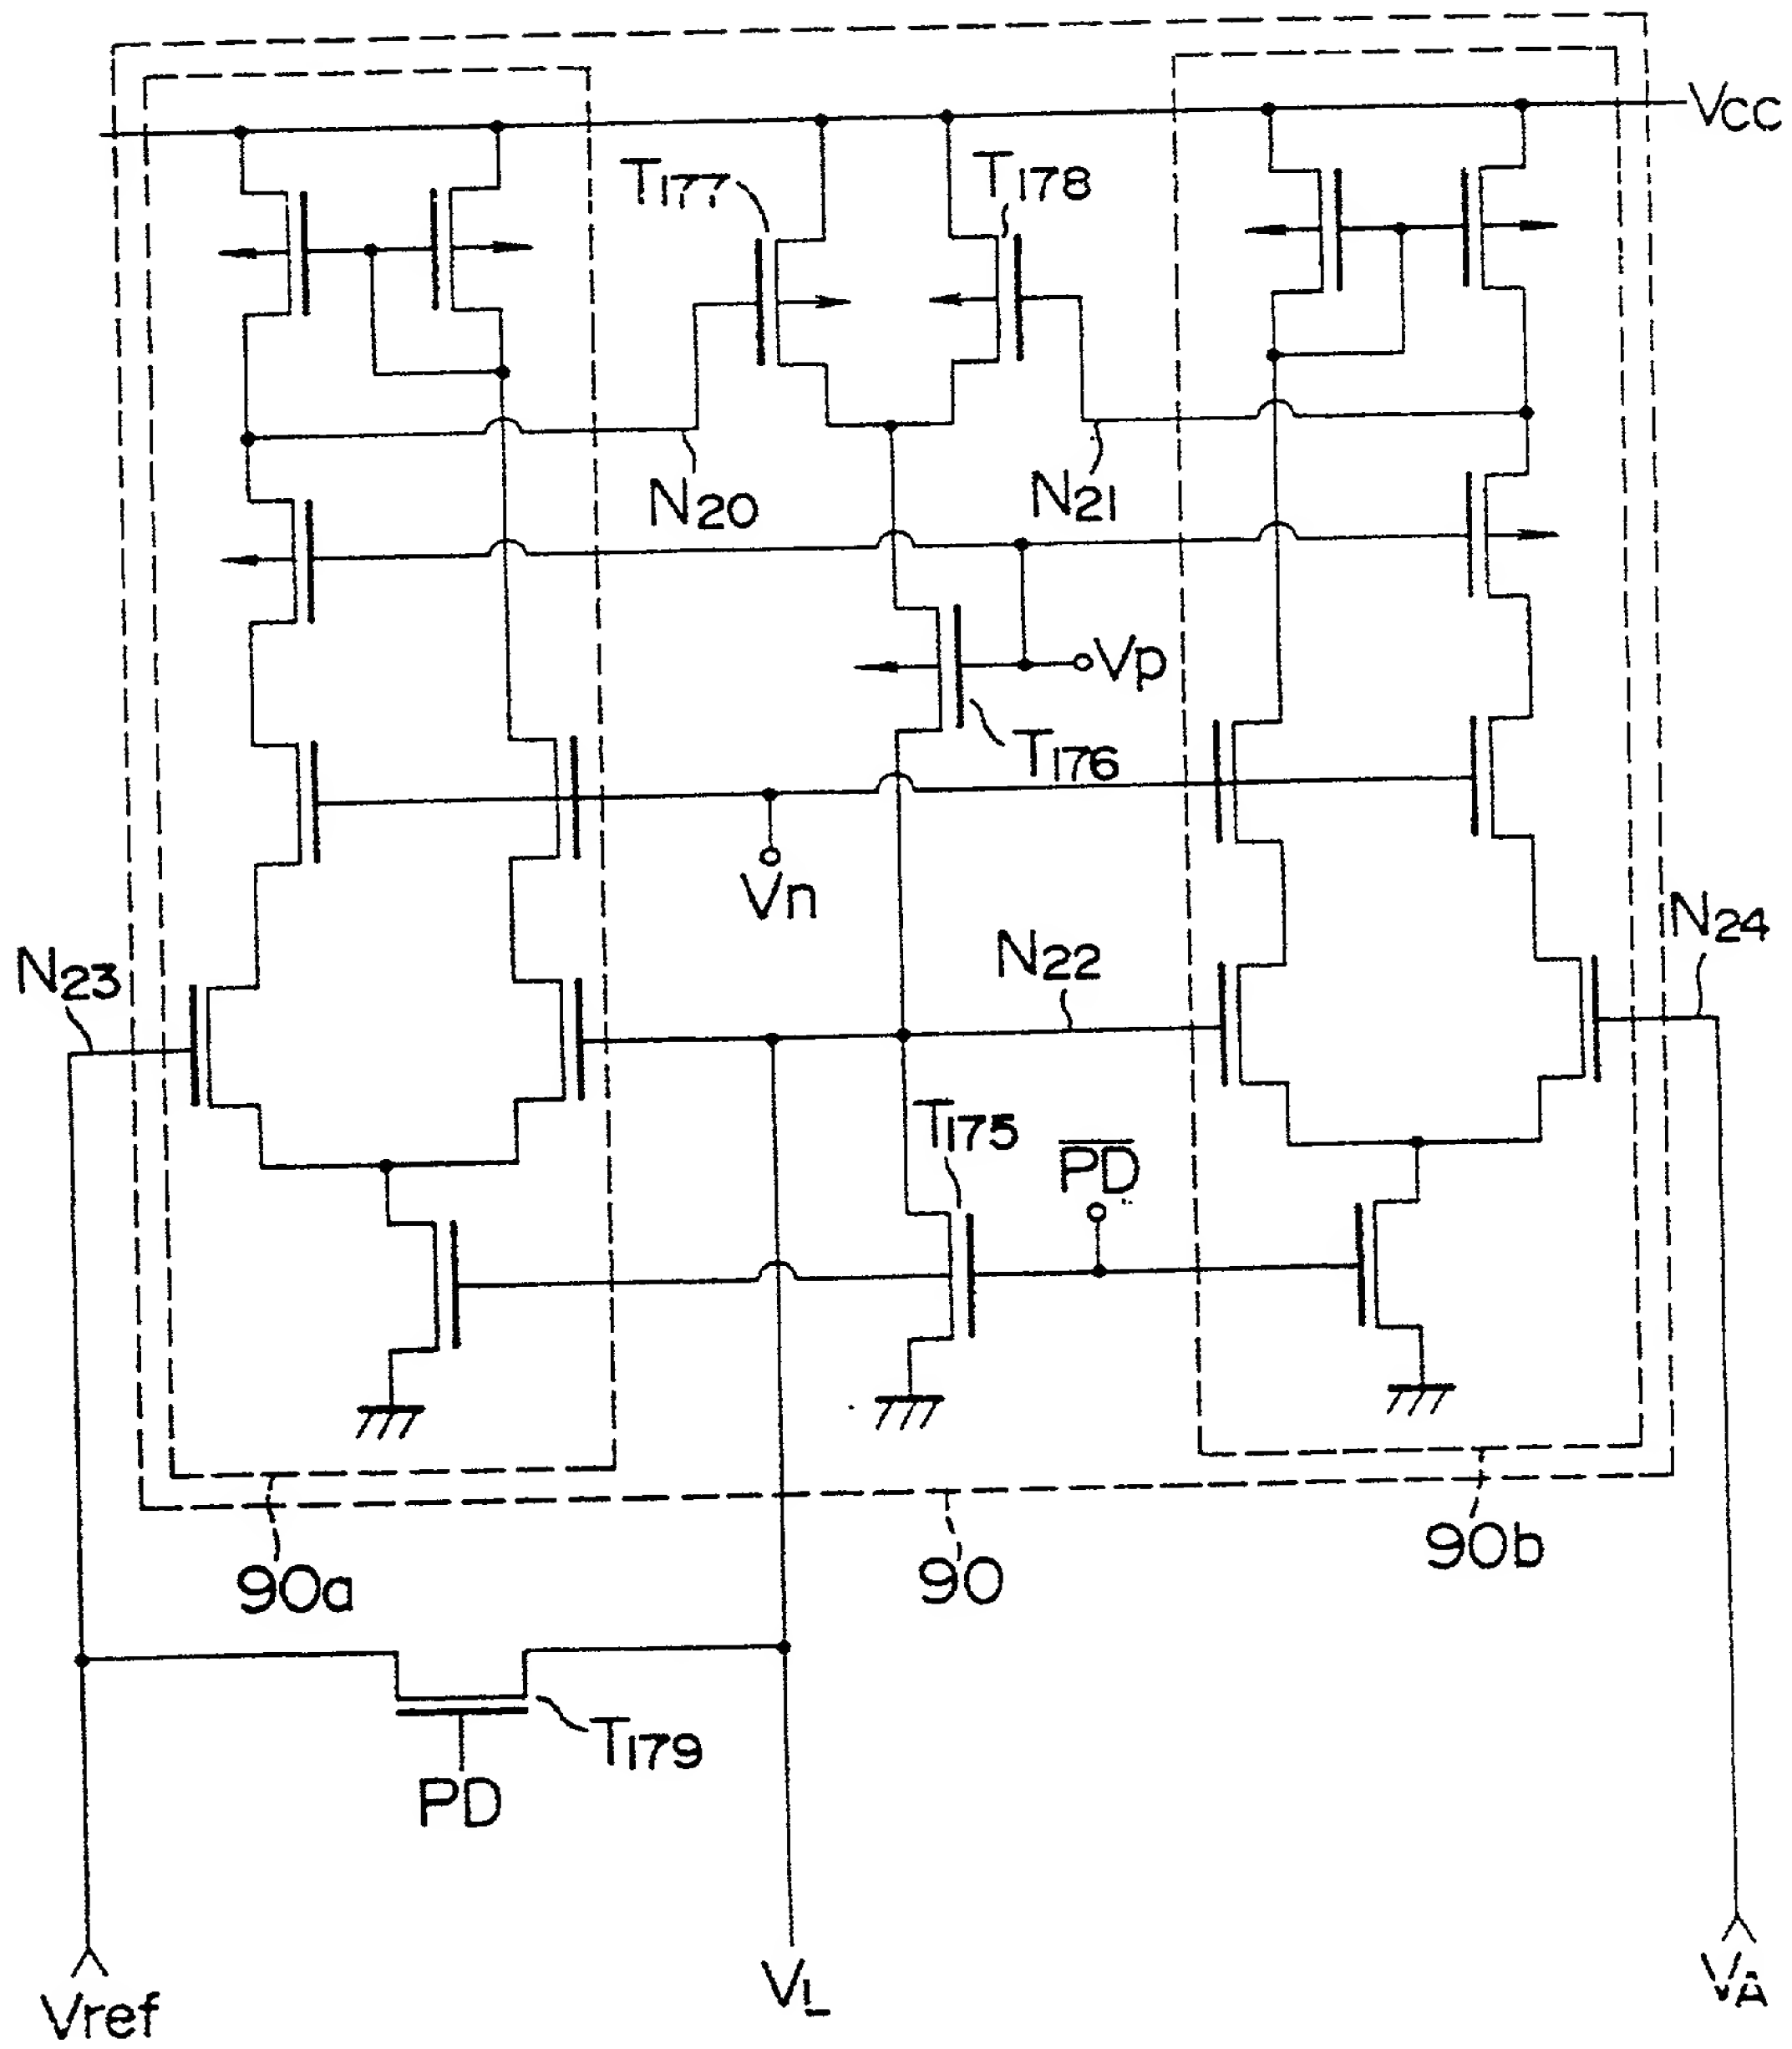 VCC
T177
T178
N20
N21
Vp
T176
Vn
N23
N22
N24
T175
PD
90a
90
90b
T179
PD
Vref
VL
VA